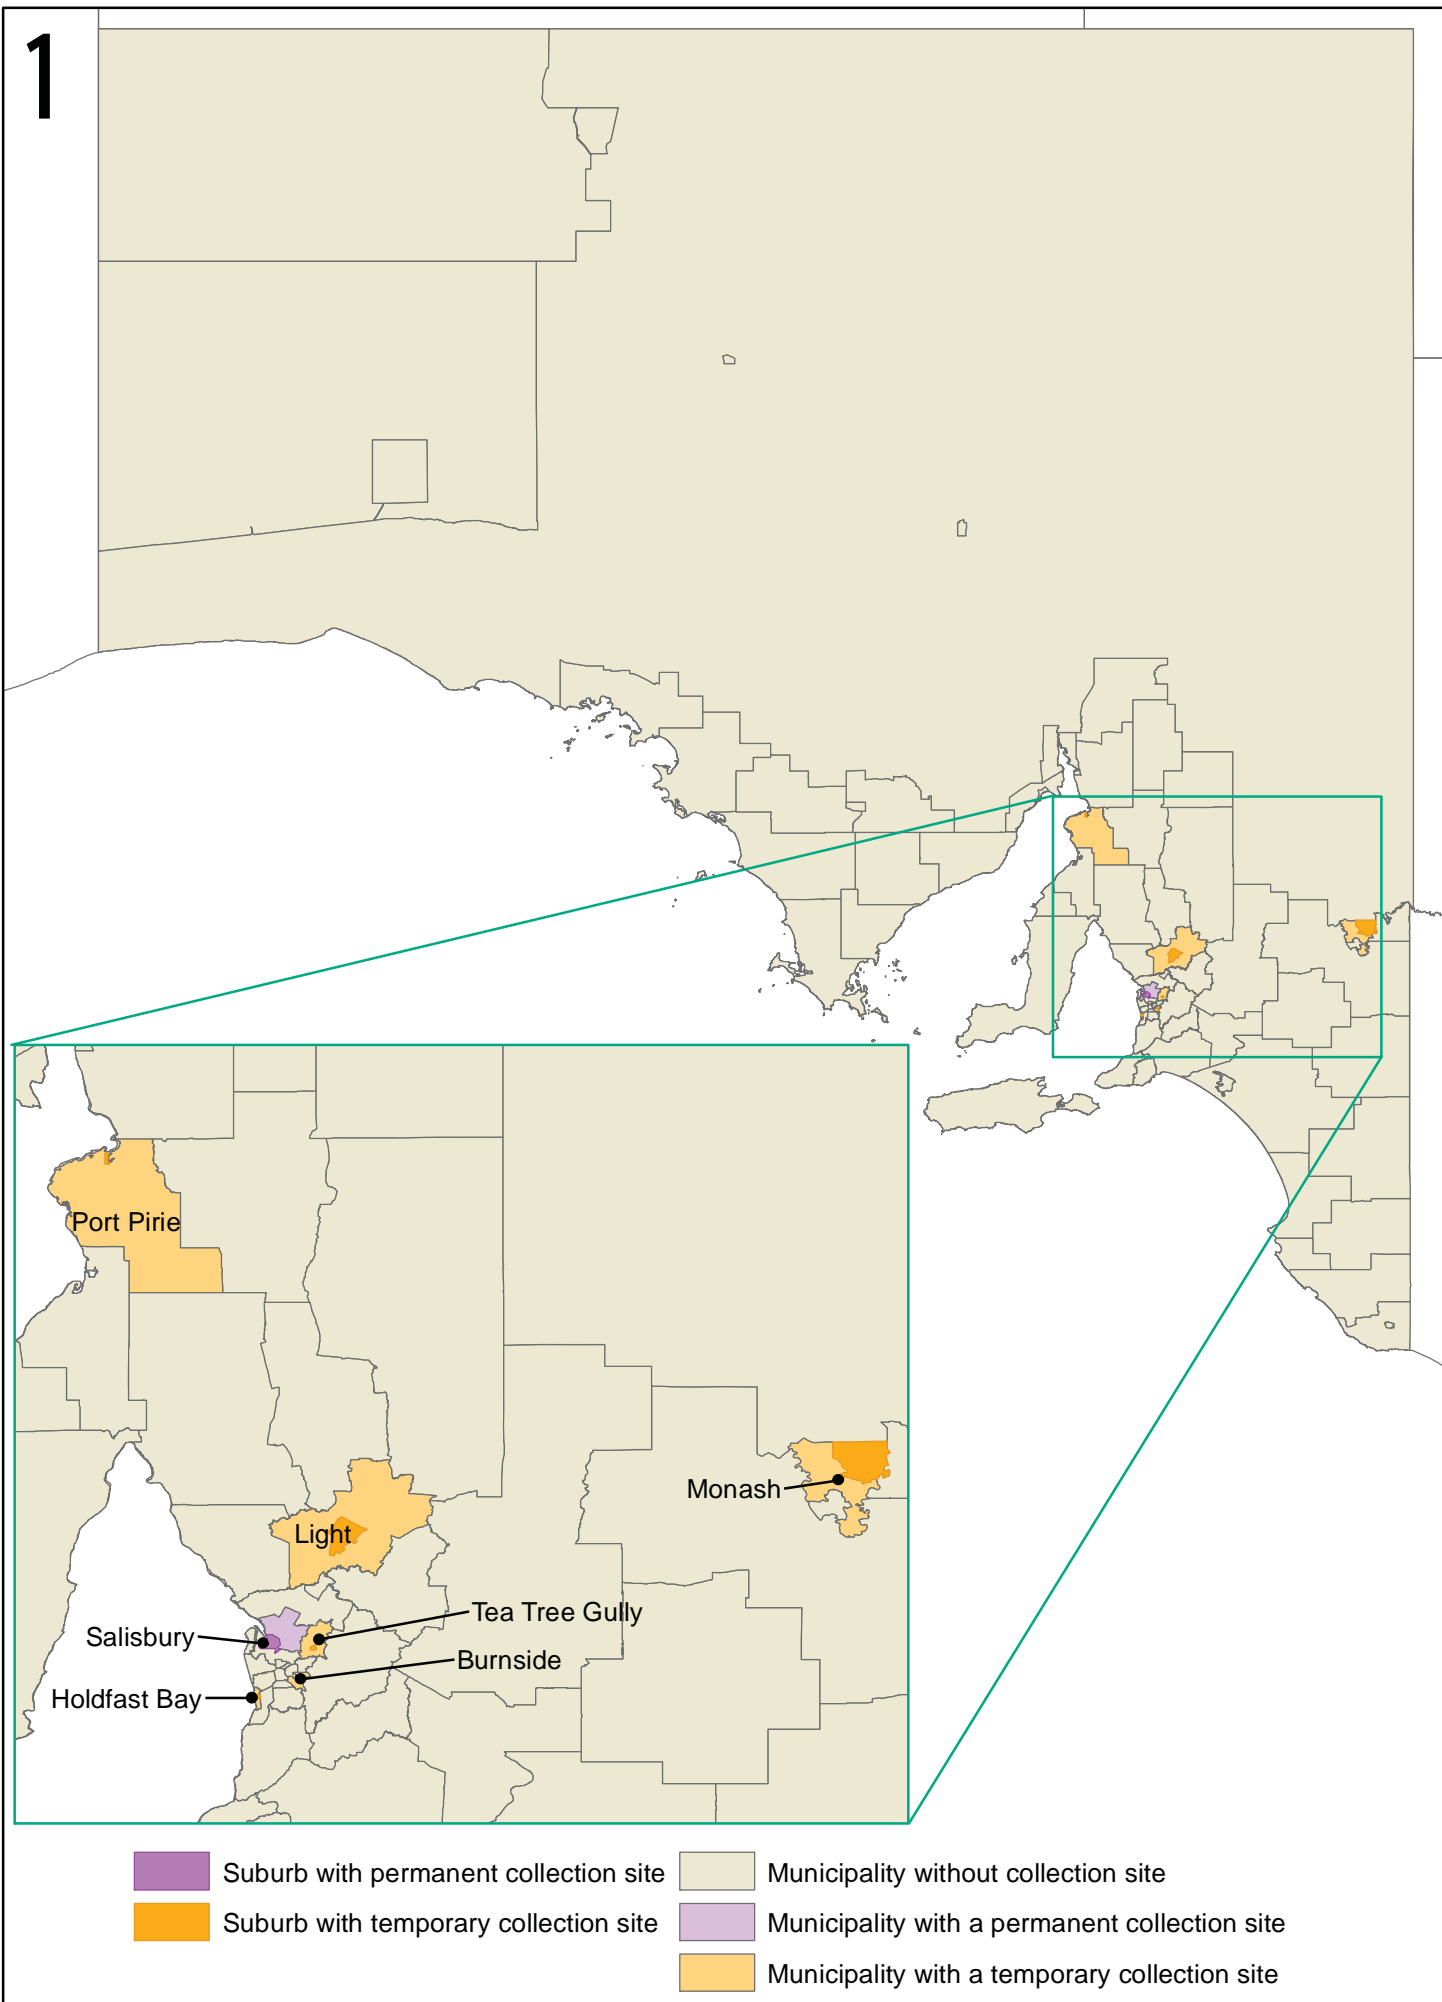 1
Port Pirie
Monash
Light
Tea Tree Gully
Salisbury
Burnside
Holdfast Bay
Suburb with permanent collection site
Municipality without collection site
Suburb with temporary collection site
Municipality with a permanent collection site
Municipality with a temporary collection site